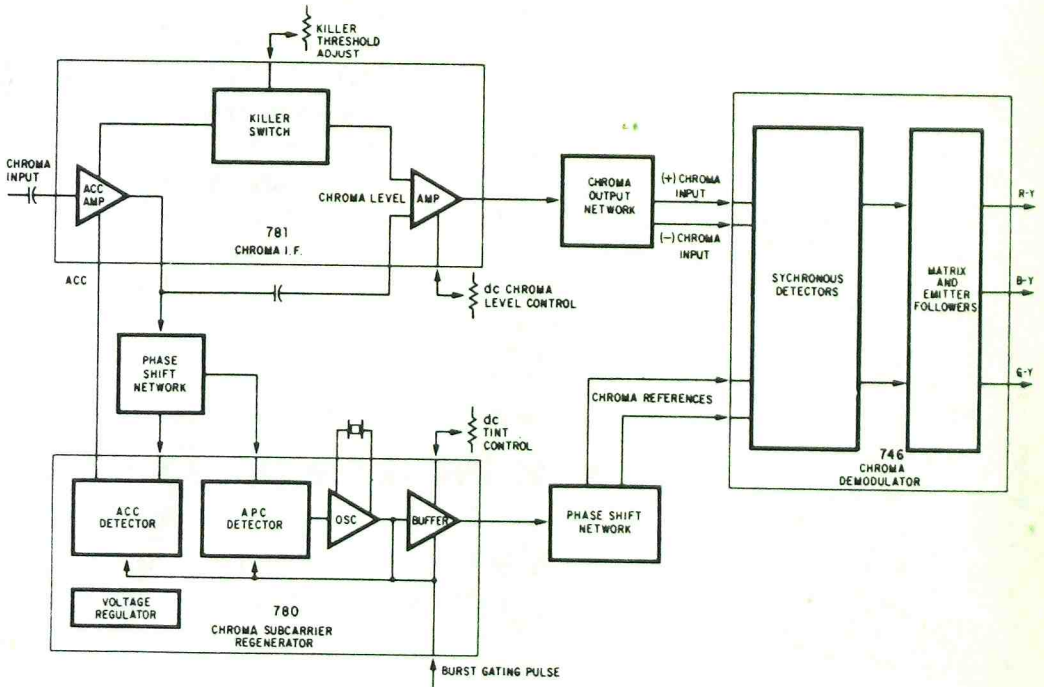 KILLER
THRESHOLD
ADJUST
KILLER
SWITCH
CHROMA
INPUT
ACC
AMP
CHROMA LEVEL
AMP
781
CHROMA I.F.
ACC
dC CHROMA
LEVEL CONTROL
CHROMA
OUTPUT
NETWORK
(+) CHROMA
INPUT
(-) CHROMA
INPUT
SYCHRONOUS
DETECTORS
MATRIX
AND
EMITTER
FOLLOWERS
R-Y
B-Y
G-Y
746
CHROMA
DEMODULATOR
PHASE
SHIFT
NETWORK
CHROMA REFERENCES
dc
TINT
CONTROL
ACC
DETECTOR
APC
DETECTOR
OSC
BUFFER
PHASE SHIFT
NETWORK
VOLTAGE
REGULATOR
780
CHROMA SUBCARRIER
REGENERATOR
BURST GATING PULSE